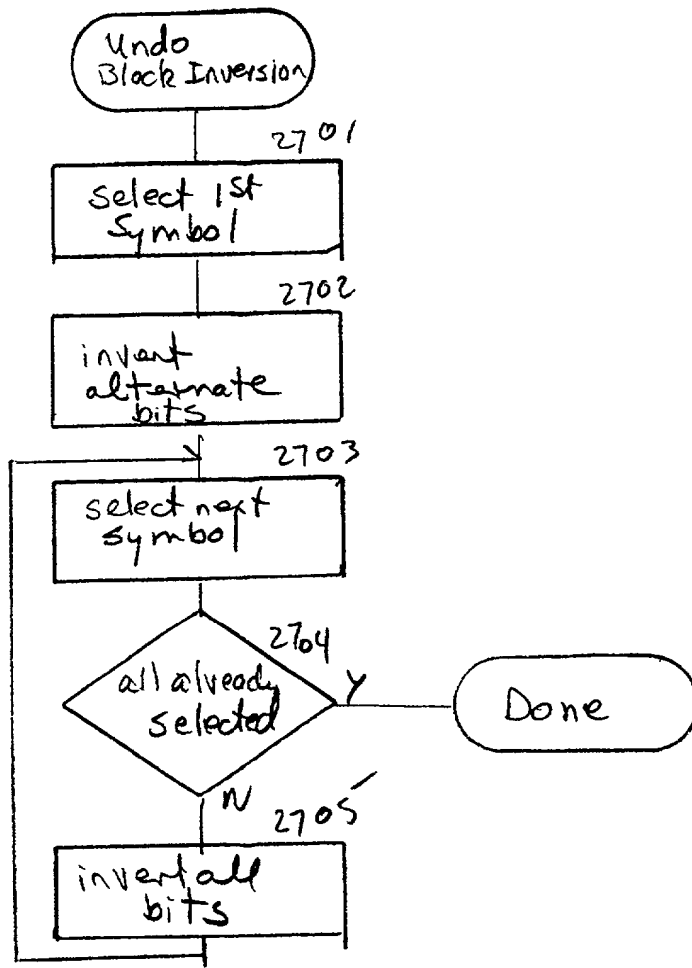 Undo
Block Inversion
2701
select 1st
symbol
2702
invert
alternate
bits
2703
select next
symbol
2704
all already
selected
Y
Done
N
2705
invert all
bits